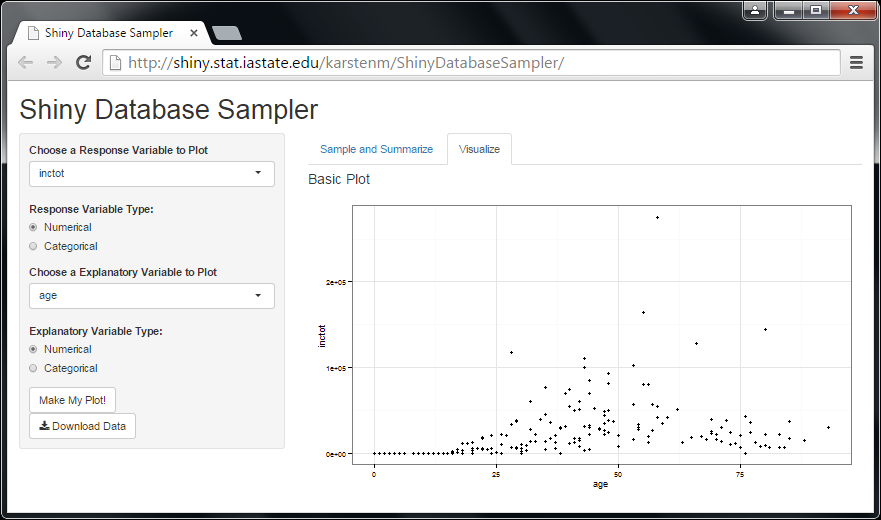 Shiny Database Sampler
http://shiny.stat.iastate.edu/karstenm/ShinyDatabaseSampler/
Shiny Database Sampler
Choose a Response Variable to Plot
inctot
Response Variable Type:
Numerical
Categorical
Choose a Explanatory Variable to Plot
age
Explanatory Variable Type:
Numerical
Categorical
Make My Plot!
Download Data
Sample and Summarize
Visualize
Basic Plot
inctot
2e+05
1e+05
0e+00
0
25
50
75
age